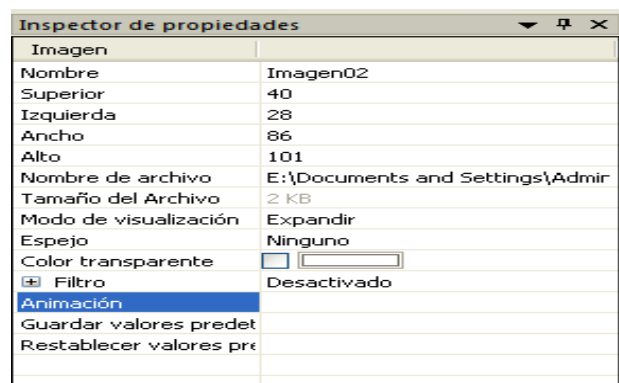 Inspector de propiedades
Imagen
Nombre Imagen02
Superior 40
Izquierda 28
Ancho 86
Alto 101
Nombre de archivo E:\Documents and Settings\Admir
Tamaño del Archivo 2 KB
Modo de visualización Expandir
Espejo Ninguno
Color transparente
Filtro Desactivado
Animación
Guardar valores predet
Restablecer valores pre